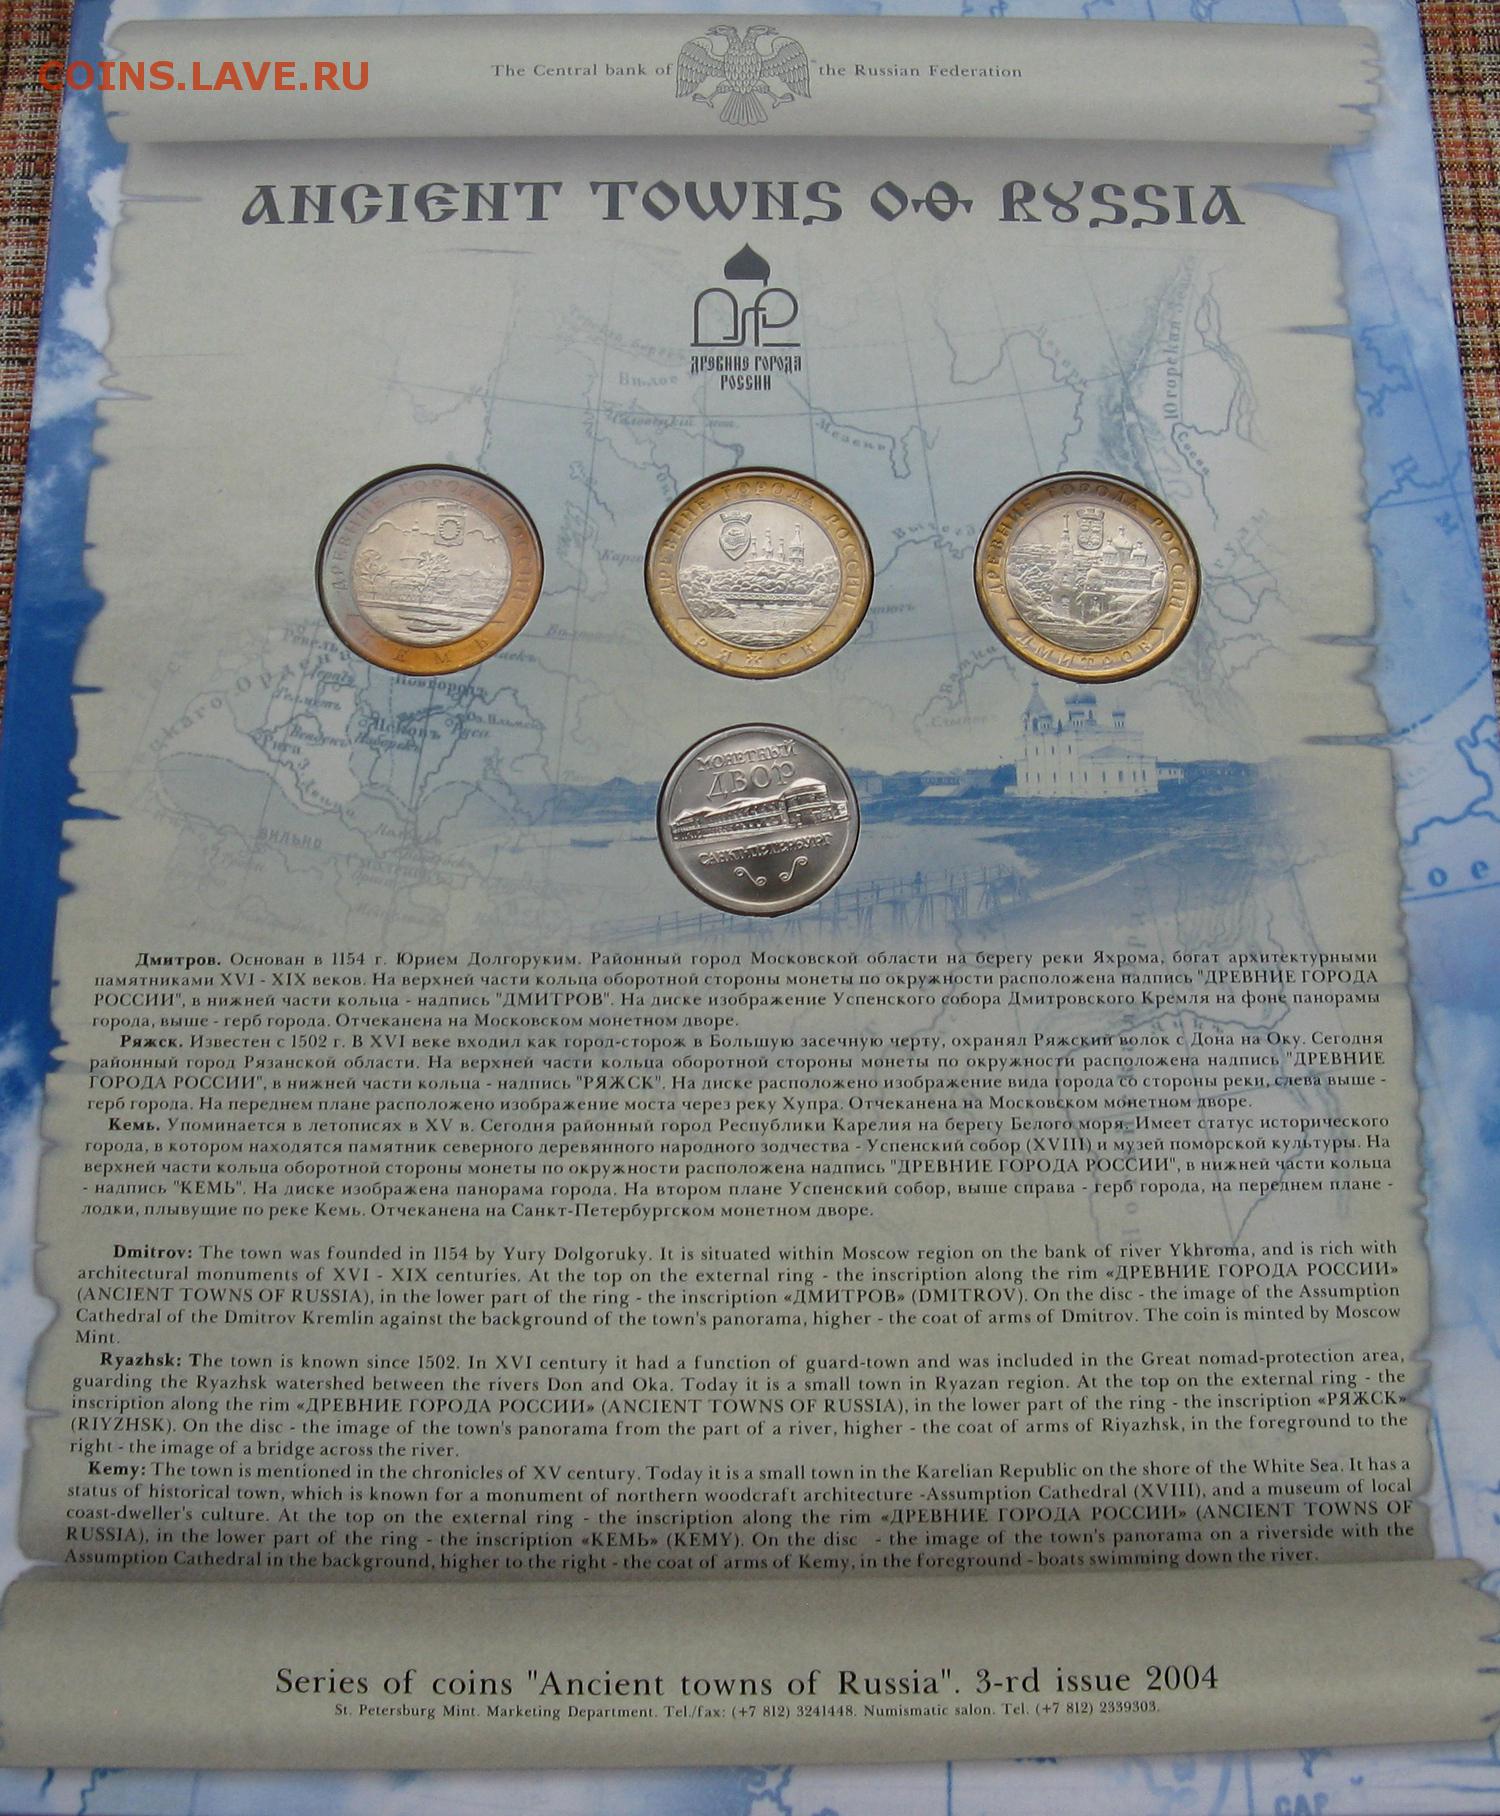 COINS.LAVE.RU
The Central bank of the Russian Federation
ANCIENT TOWNS OF RUSSIA
ДРЕВНИЕ ГОРОДА
РОССИИ
ДРЕВНИЕ ГОРОДА РОССИИ
КЕМЬ
ДРЕВНИЕ ГОРОДА РОССИИ
РЯЖСК
ДРЕВНИЕ ГОРОДА РОССИИ
ДМИТРОВ
МОНЕТНЫЙ
ДВОР
САНКТ-ПЕТЕРБУРГ
Дмитров. Основан в 1154 г. Юрием Долгоруким. Районный город Московской области на берегу реки Яхрома, богат архитектурными
памятниками XVI - XIX веков. На верхней части кольца оборотной стороны монеты по окружности расположена надпись "ДРЕВНИЕ ГОРОДА
РОССИИ", в нижней части кольца - надпись "ДМИТРОВ". На диске изображение Успенского собора Дмитровского Кремля на фоне панорамы
города, выше - герб города. Отчеканена на Московском монетном дворе.
Ряжск. Известен с 1502 г. В XVI веке входил как город-сторож в Большую засечную черту, охранял Ряжский волок с Дона на Оку. Сегодня
районный город Рязанской области. На верхней части кольца оборотной стороны монеты по окружности расположена надпись "ДРЕВНИЕ
ГОРОДА РОССИИ", в нижней части кольца - надпись "РЯЖСК". На диске расположено изображение вида города со стороны реки, слева выше -
герб города. На переднем плане расположено изображение моста через реку Хупра. Отчеканена на Московском монетном дворе.
Кемь. Упоминается в летописях в XV в. Сегодня районный город Республики Карелия на берегу Белого моря. Имеет статус исторического
города, в котором находятся памятник северного деревянного народного зодчества - Успенский собор (XVIII) и музей поморской культуры. На
верхней части кольца оборотной стороны монеты по окружности расположена надпись "ДРЕВНИЕ ГОРОДА РОССИИ", в нижней части кольца
- надпись "КЕМЬ". На диске изображена панорама города. На втором плане Успенский собор, выше справа - герб города, на переднем плане -
лодки, плывущие по реке Кемь. Отчеканена на Санкт-Петербургском монетном дворе.
Dmitrov: The town was founded in 1154 by Yury Dolgoruky. It is situated within Moscow region on the bank of river Ykhroma, and is rich with
architectural monuments of XVI - XIX centuries. At the top on the external ring - the inscription along the rim «ДРЕВНИЕ ГОРОДА РОССИИ»
(ANCIENT TOWNS OF RUSSIA), in the lower part of the ring - the inscription «ДМИТРОВ» (DMITROV). On the disc - the image of the Assumption
Cathedral of the Dmitrov Kremlin against the background of the town's panorama, higher - the coat of arms of Dmitrov. The coin is minted by Moscow
Mint.
Ryazhsk: The town is known since 1502. In XVI century it had a function of guard-town and was included in the Great nomad-protection area,
guarding the Ryazhsk watershed between the rivers Don and Oka. Today it is a small town in Ryazan region. At the top on the external ring - the
inscription along the rim «ДРЕВНИЕ ГОРОДА РОССИИ» (ANCIENT TOWNS OF RUSSIA), in the lower part of the ring - the inscription «РЯЖСК»
(RIYZHSK). On the disc - the image of the town's panorama from the part of a river, higher - the coat of arms of Riyazhsk, in the foreground to the
right - the image of a bridge across the river.
Kemy: The town is mentioned in the chronicles of XV century. Today it is a small town in the Karelian Republic on the shore of the White Sea. It has a
status of historical town, which is known for a monument of northern woodcraft architecture -Assumption Cathedral (XVIII), and a museum of local
coast-dweller's culture. At the top on the external ring - the inscription along the rim «ДРЕВНИЕ ГОРОДА РОССИИ» (ANCIENT TOWNS OF
RUSSIA), in the lower part of the ring - the inscription «КЕМЬ» (KEMY). On the disc - the image of the town's panorama on a riverside with the
Assumption Cathedral in the background, higher to the right - the coat of arms of Kemy, in the foreground - boats swimming down the river.
Series of coins "Ancient towns of Russia". 3-rd issue 2004
St. Petersburg Mint. Marketing Department. Tel./fax: (+7 812) 3241448. Numismatic salon. Tel. (+7 812) 2339303.